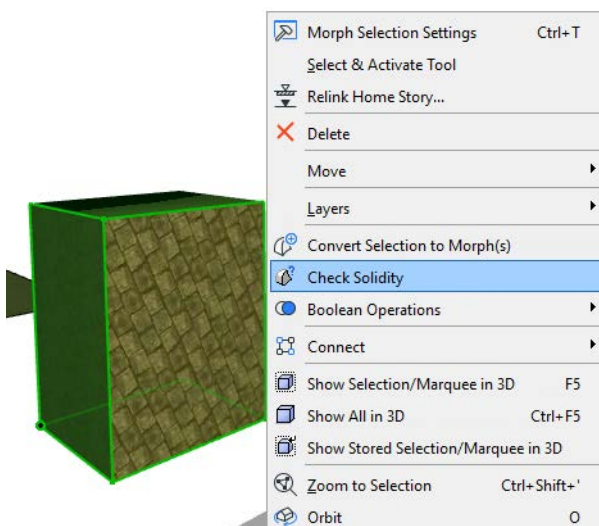 Morph Selection Settings Ctrl+T
Select & Activate Tool
Relink Home Story...
Delete
Move
Layers
Convert Selection to Morph(s)
Check Solidity
Boolean Operations
Connect
Show Selection/Marquee in 3D F5
Show All in 3D Ctrl+F5
Show Stored Selection/Marquee in 3D
Zoom to Selection Ctrl+Shift+'
Orbit O